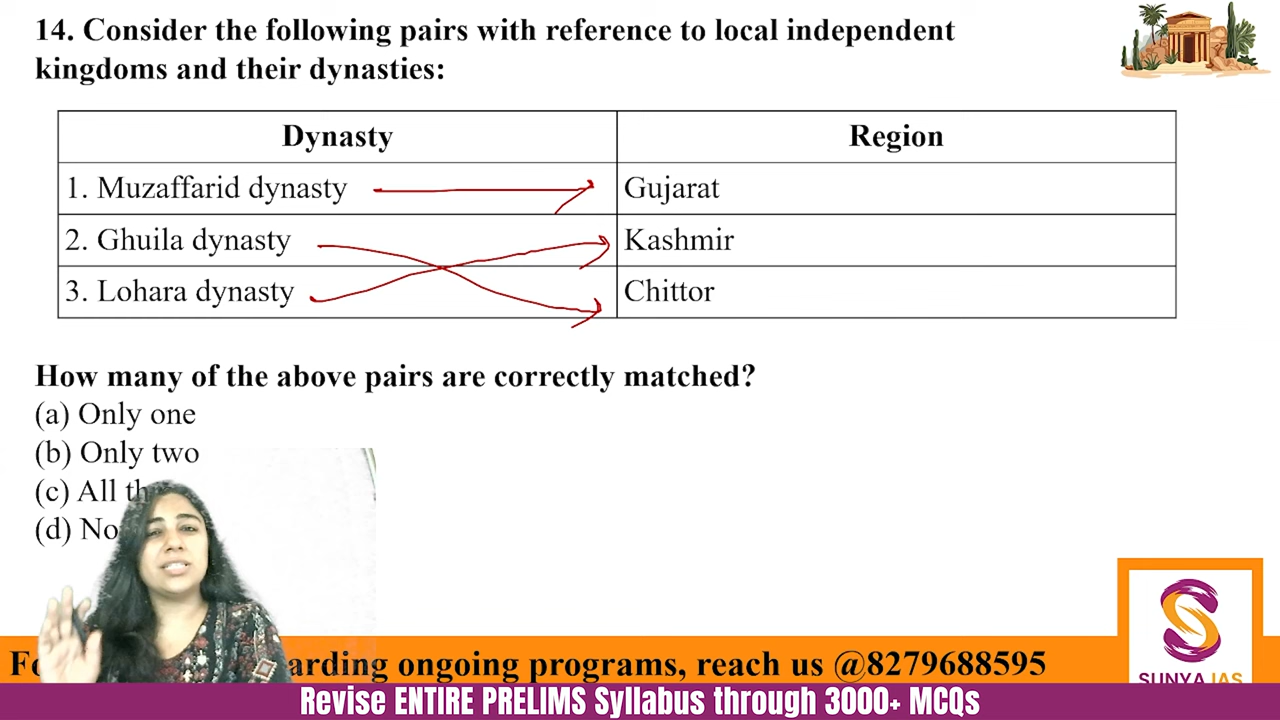 14. Consider the following pairs with reference to local independent
kingdoms and their dynasties:
Dynasty Region
1. Muzaffarid dynasty Gujarat
2. Ghuila dynasty Kashmir
3. Lohara dynasty Chittor
How many of the above pairs are correctly matched?
(a) Only one
(b) Only two
(c) All
(d)
arding ongoing programs, reach us @8279688595
SUNYA IAS
Revise ENTIRE PRELIMS Syllabus through 3000+ MCQs